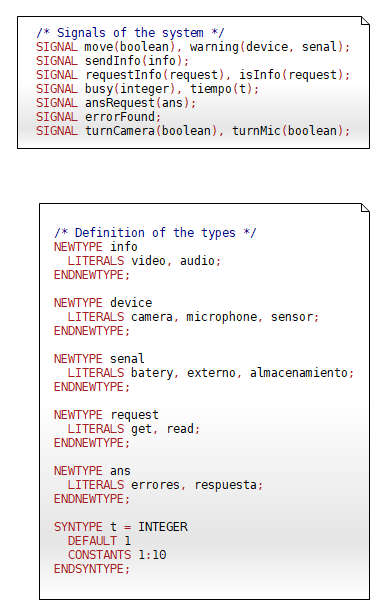 /* Signals of the system */
SIGNAL move(boolean), warning(device, senal);
SIGNAL sendInfo(info);
SIGNAL requestInfo(request), isInfo(request);
SIGNAL busy(integer), tiempo(t);
SIGNAL ansRequest(ans);
SIGNAL errorFound;
SIGNAL turnCamera(boolean), turnMic(boolean);
/* Definition of the types */
NEWTYPE info
LITERALS video, audio;
ENDNEWTYPE;
NEWTYPE device
LITERALS camera, microphone, sensor;
ENDNEWTYPE;
NEWTYPE senal
LITERALS batery, externo, almacenamiento;
ENDNEWTYPE;
NEWTYPE request
LITERALS get, read;
ENDNEWTYPE;
NEWTYPE ans
LITERALS errores, respuesta;
ENDNEWTYPE;
SYNTYPE t = INTEGER
DEFAULT 1
CONSTANTS 1:10
ENDSYNTYPE;